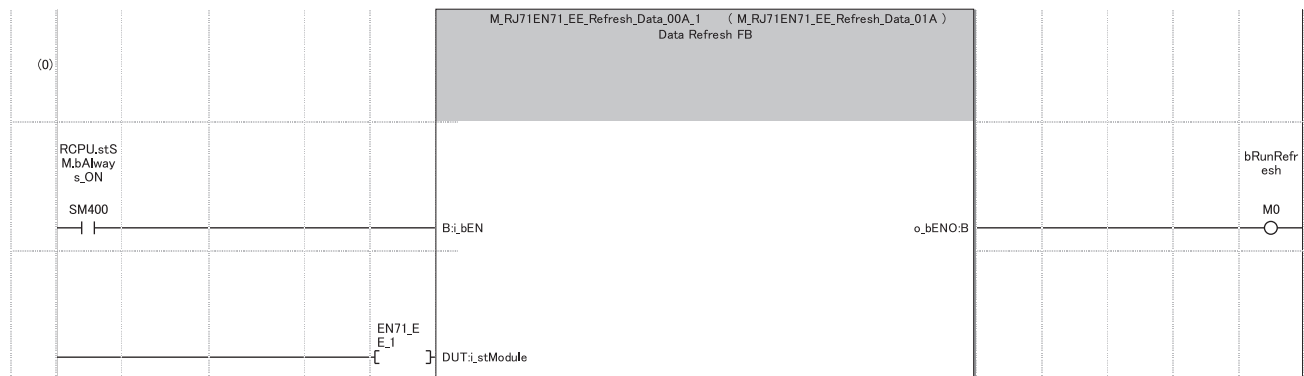 M_RJ71EN71_EE_Refresh_Data_00A_1 ( M_RJ71EN71_EE_Refresh_Data_01A )
Data Refresh FB
(0)
RCPU.stS
M.bAlway
s_ON
bRunRefr
esh
SM400
M0
B:i_bEN
o_bENO:B
EN71_E
E_1
DUT:i_stModule